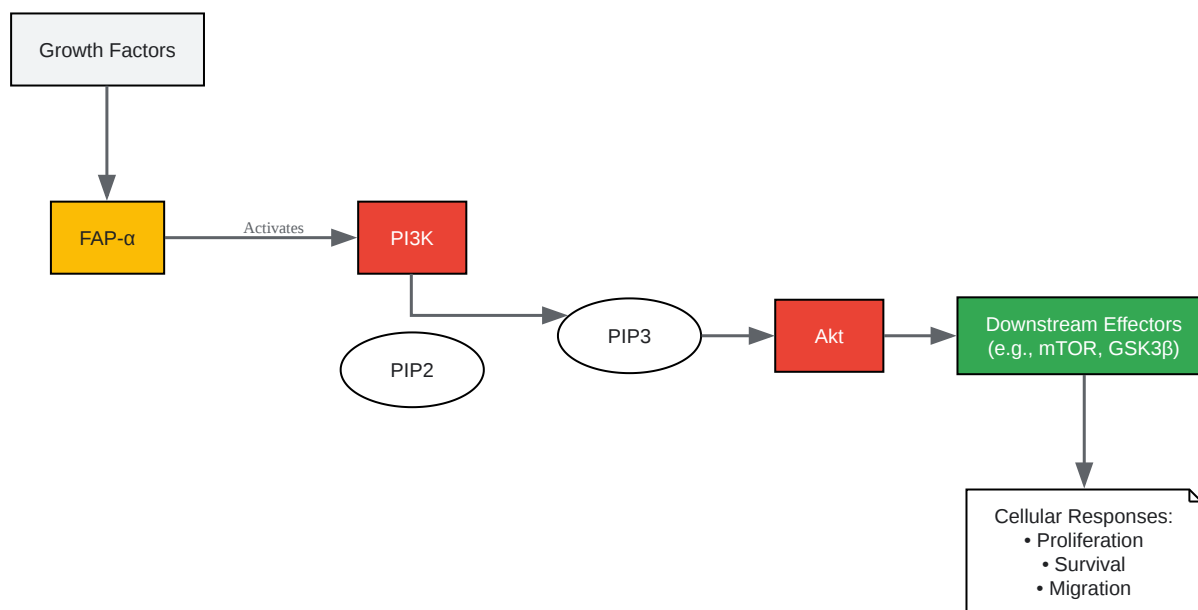 Growth Factors
FAP-α
Activates
PI3K
PIP2
PIP3
Akt
Downstream Effectors
(e.g., mTOR, GSK3β)
Cellular Responses:
• Proliferation
• Survival
• Migration